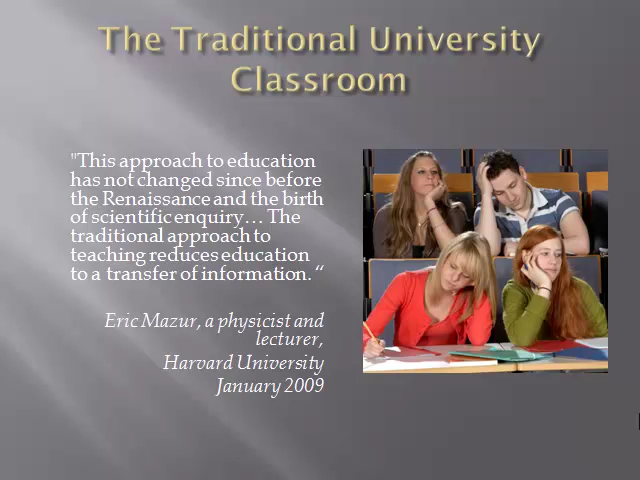 The Traditional University
Classroom
"This approach to education
has not changed since before
the Renaissance and the birth
of scientific enquiry… The
traditional approach to
teaching reduces education
to a transfer of information. “
Eric Mazur, a physicist and
lecturer,
Harvard University
January 2009